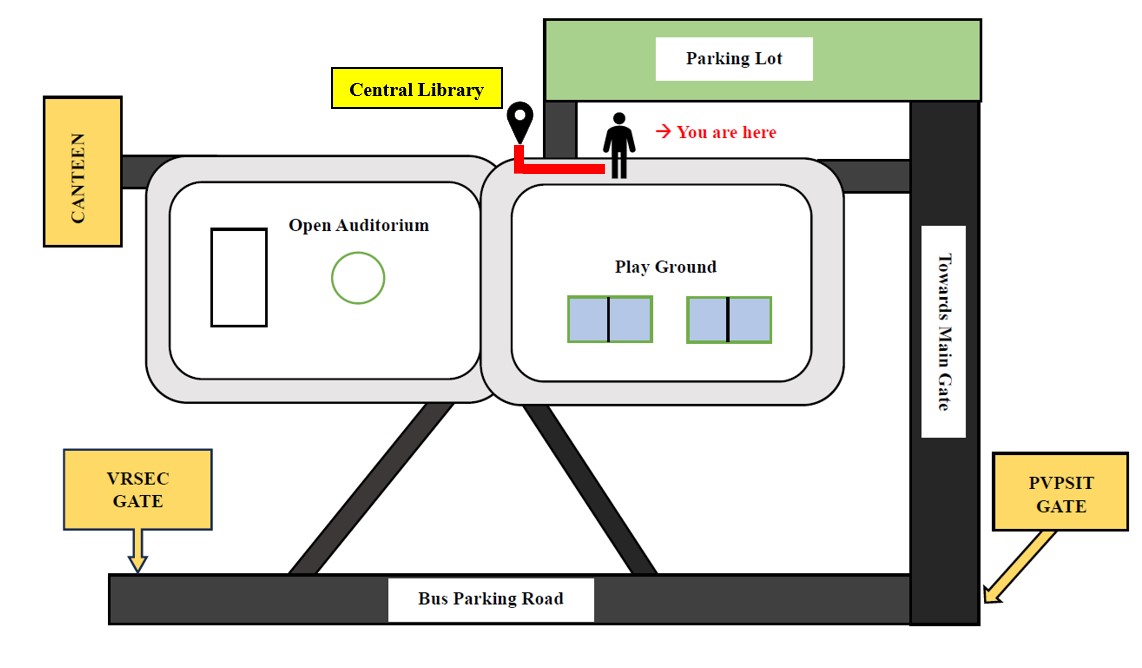 Parking Lot
Central Library
→ You are here
CANTEEN
Open Auditorium
Play Ground
Towards Main Gate
VRSEC
GATE
PVPSIT
GATE
Bus Parking Road